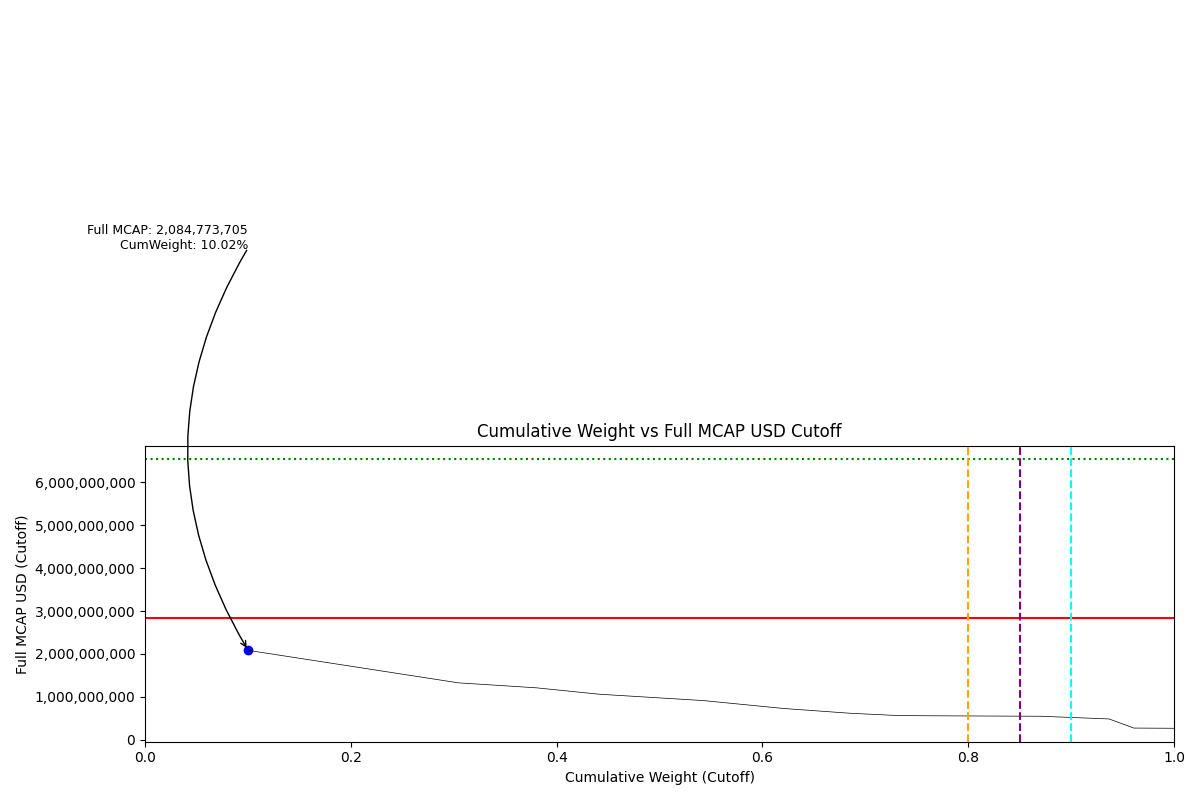 Full MCAP: 2,084,773,705
CumWeight: 10.02%
Cumulative Weight vs Full MCAP USD Cutoff
Full MCAP USD (Cutoff)
6,000,000,000
5,000,000,000
4,000,000,000
3,000,000,000
2,000,000,000
1,000,000,000
0
0.0 0.2 0.4 0.6 0.8 1.0
Cumulative Weight (Cutoff)